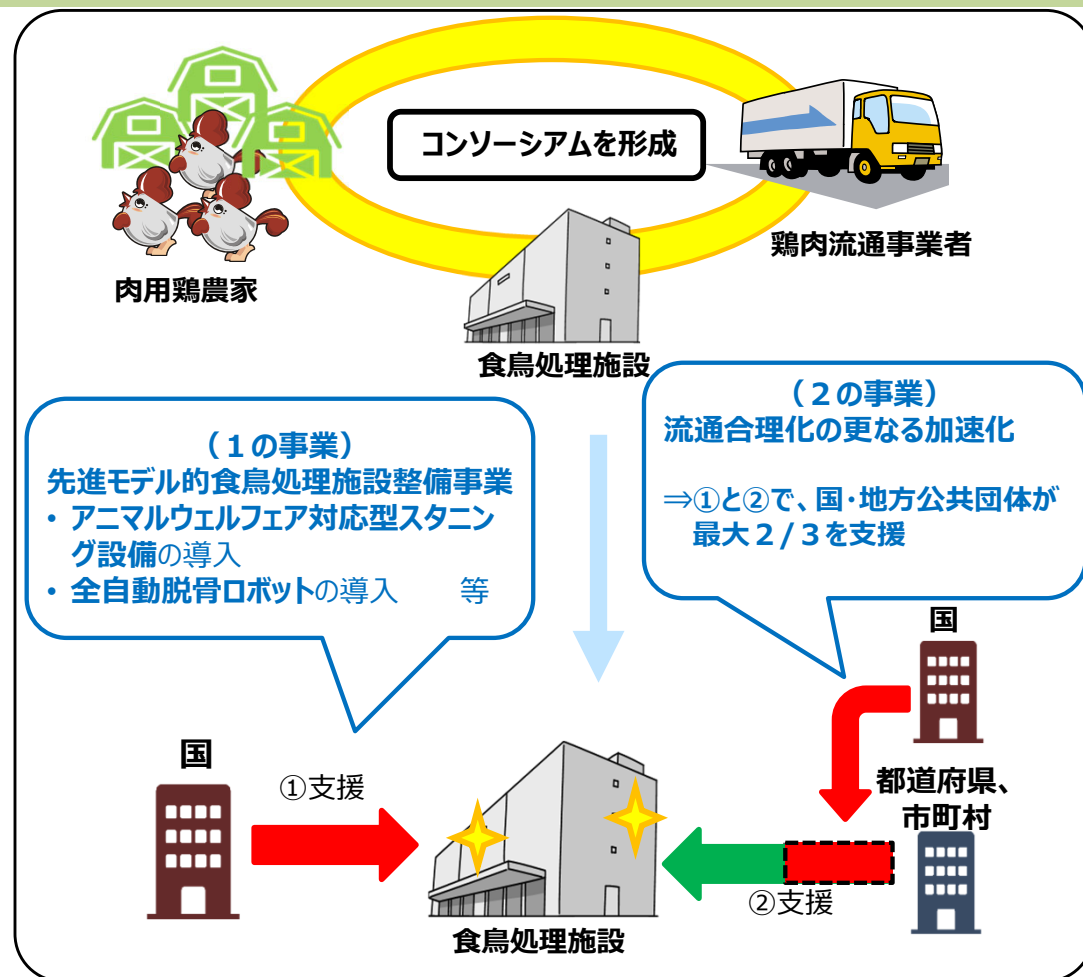 コンソーシアムを形成
肉用鶏農家
鶏肉流通事業者
食鳥処理施設
（１の事業）
先進モデル的食鳥処理施設整備事業
• アニマルウェルフェア対応型スタニン
グ設備の導入
• 全自動脱骨ロボットの導入　　等
（２の事業）
流通合理化の更なる加速化
⇒①と②で、国・地方公共団体が
最大２/３を支援
国
①支援
食鳥処理施設
国
都道府県、
市町村
②支援